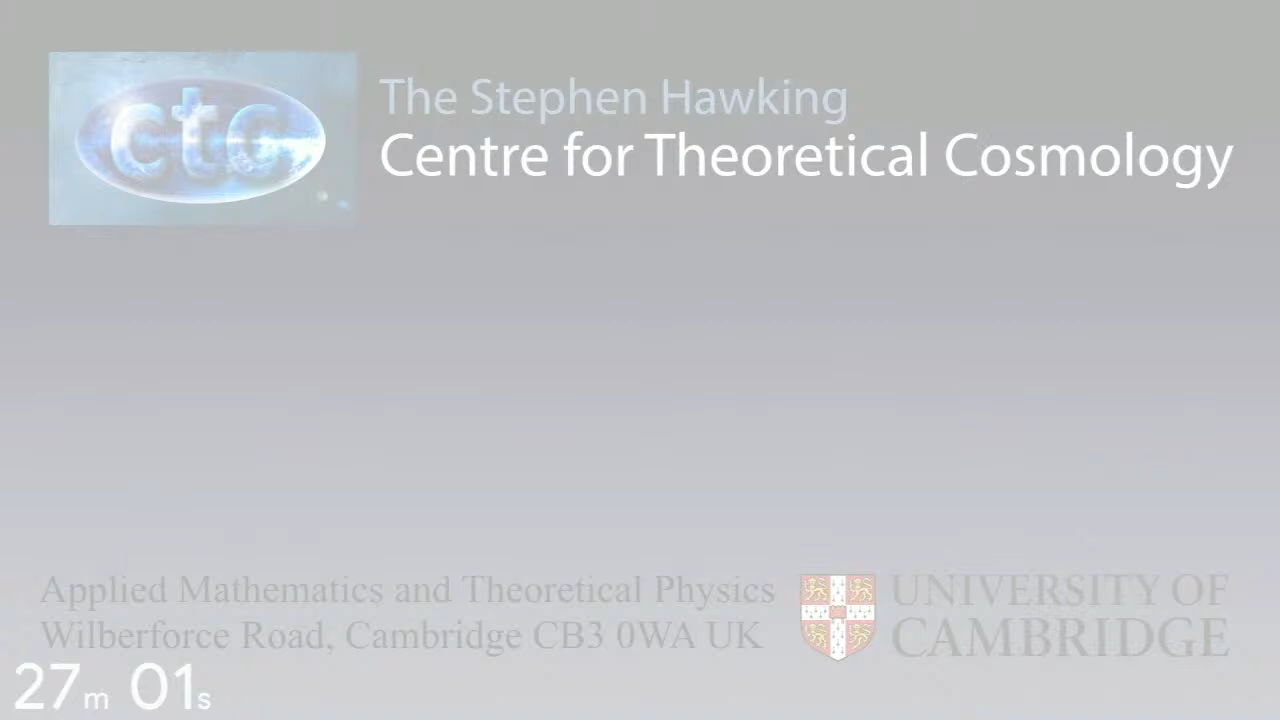 ctc
The Stephen Hawking
Centre for Theoretical Cosmology
Applied Mathematics and Theoretical Physics
Wilberforce Road, Cambridge CB3 0WA UK
UNIVERSITY OF
CAMBRIDGE
27m 01s